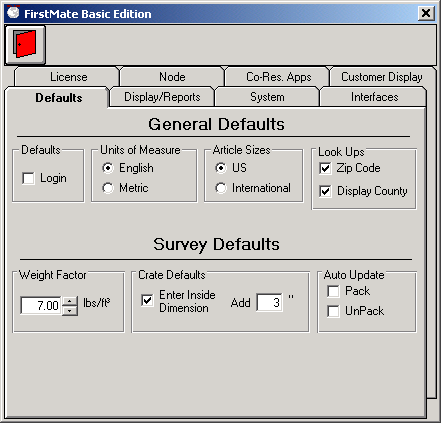 FirstMate Basic Edition
License Node Co-Res. Apps Customer Display
Defaults Display/Reports System Interfaces
General Defaults
Defaults
Login
Units of Measure
English
Metric
Article Sizes
US
International
Look Ups
Zip Code
Display County
Survey Defaults
Weight Factor
7.00 lbs/ft³
Crate Defaults
Enter Inside
Dimension Add 3 "
Auto Update
Pack
UnPack